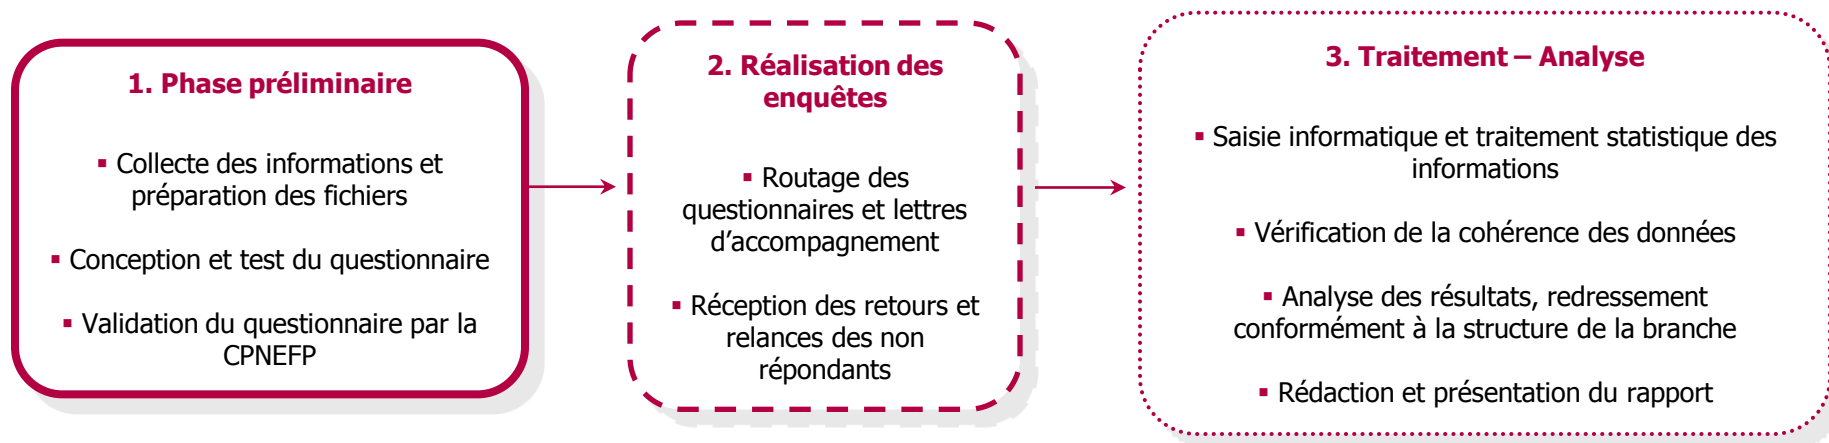 1. Phase préliminaire
▪ Collecte des informations et
préparation des fichiers
▪ Conception et test du questionnaire
▪ Validation du questionnaire par la
CPNEFP
2. Réalisation des
enquêtes
▪ Routage des
questionnaires et lettres
d’accompagnement
▪ Réception des retours et
relances des non
répondants
3. Traitement – Analyse
▪ Saisie informatique et traitement statistique des
informations
▪ Vérification de la cohérence des données
▪ Analyse des résultats, redressement
conformément à la structure de la branche
▪ Rédaction et présentation du rapport